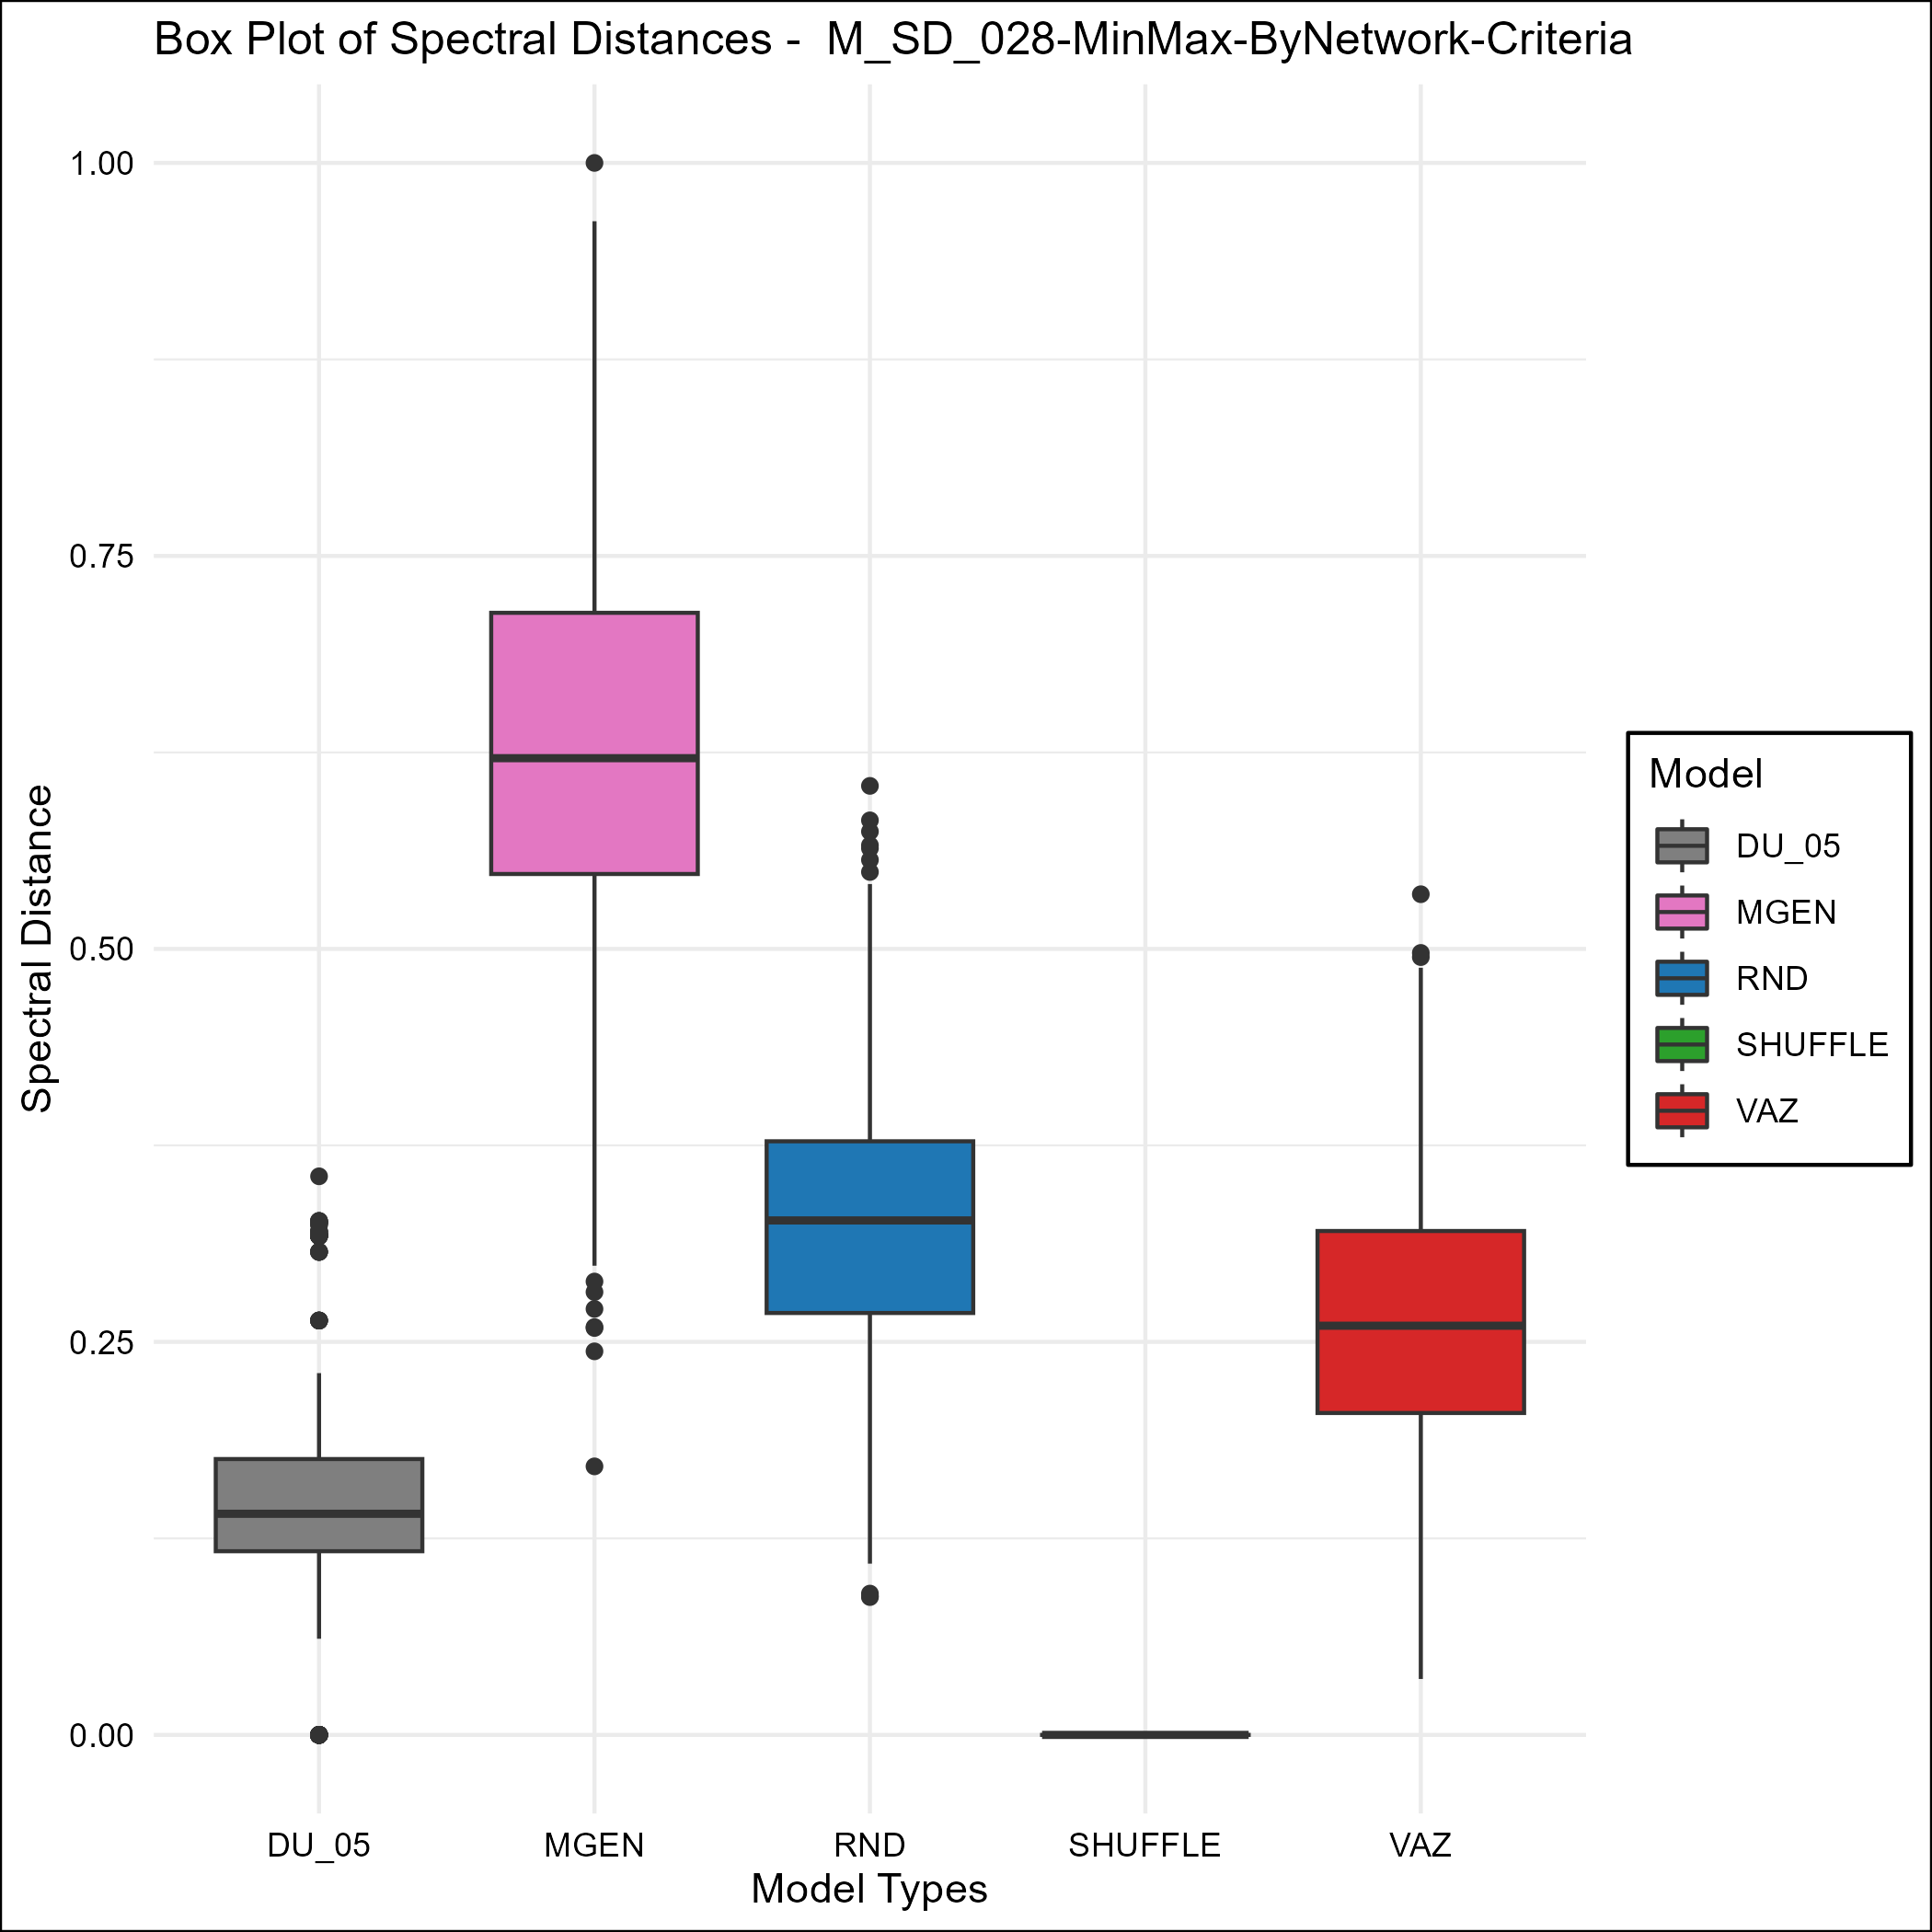 Box Plot of Spectral Distances -  M_SD_028-MinMax-ByNetwork-Criteria
1.00
0.75
0.50
0.25
0.00
Spectral Distance
DU_05 MGEN RND SHUFFLE VAZ
Model Types
Model
DU_05
MGEN
RND
SHUFFLE
VAZ